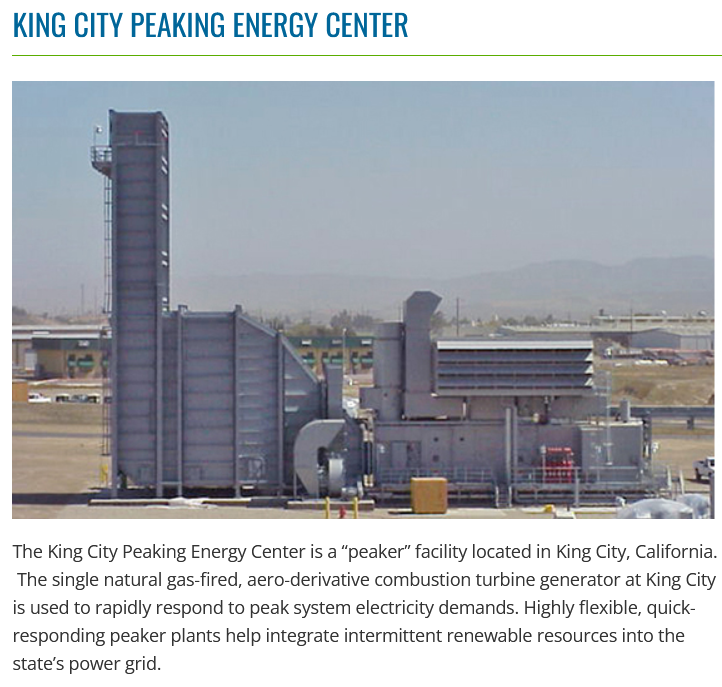 KING CITY PEAKING ENERGY CENTER
The King City Peaking Energy Center is a “peaker” facility located in King City, California.
The single natural gas-fired, aero-derivative combustion turbine generator at King City
is used to rapidly respond to peak system electricity demands. Highly flexible, quick-
responding peaker plants help integrate intermittent renewable resources into the
state’s power grid.